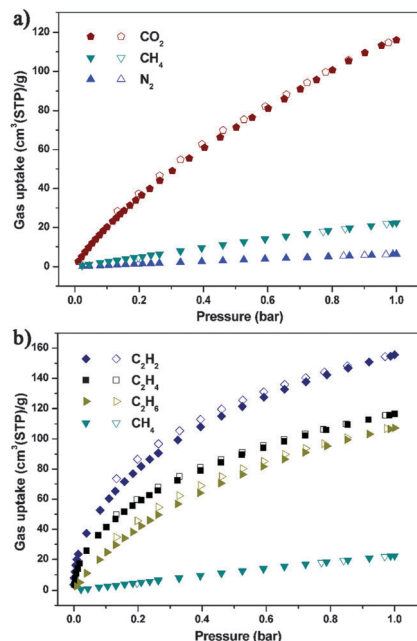 a)
CO₂
CH₄
N₂
Gas uptake (cm³(STP)/g)
120
100
80
60
40
20
0
0.0 0.2 0.4 0.6 0.8 1.0
Pressure (bar)
b)
C₂H₂
C₂H₄
C₂H₆
CH₄
Gas uptake (cm³(STP)/g)
160
140
120
100
80
60
40
20
0
0.0 0.2 0.4 0.6 0.8 1.0
Pressure (bar)